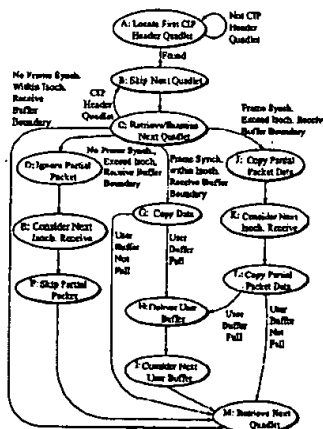 A: Locate First CIP
Header Quadlet
Not CIP
Header
Quadlet
Found
B: Skip Next Quadlet
No Frame Synch.
Within Isoch.
Receive
Buffer
Boundary
CIP
Header
Quadlet
C: Retrieve/Examine
Next Quadlet
Frame Synch.
Exceed Isoch. Receive
Buffer Boundary
D: Ignore Partial
Packet
No Frame Synch.
Exceed Isoch.
Receive Buffer
Boundary
Frame Synch.
within Isoch.
Receive Buffer
Boundary
J: Copy Partial
Packet Data
E: Consider Next
Isoch. Receive
G: Copy Data
K: Consider Next
Isoch. Receive
F: Skip Partial
Packet
User
Buffer
Not
Full
User
Buffer
Full
L: Copy Partial
Packet Data
H: Deliver User
Buffer
User
Buffer
Full
User
Buffer
Not
Full
I: Consider Next
User Buffer
M: Retrieve Next
Quadlet